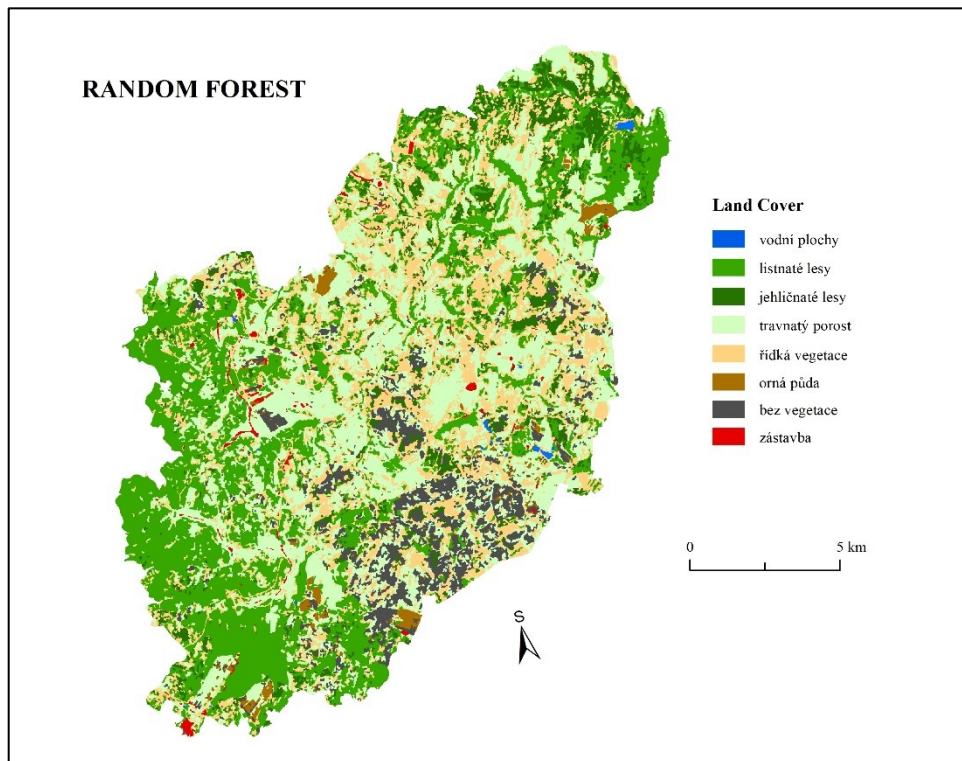 RANDOM FOREST
Land Cover
vodní plochy
listnaté lesy
jehličnaté lesy
travnatý porost
řídká vegetace
orná půda
bez vegetace
zástavba
0 5 km
S